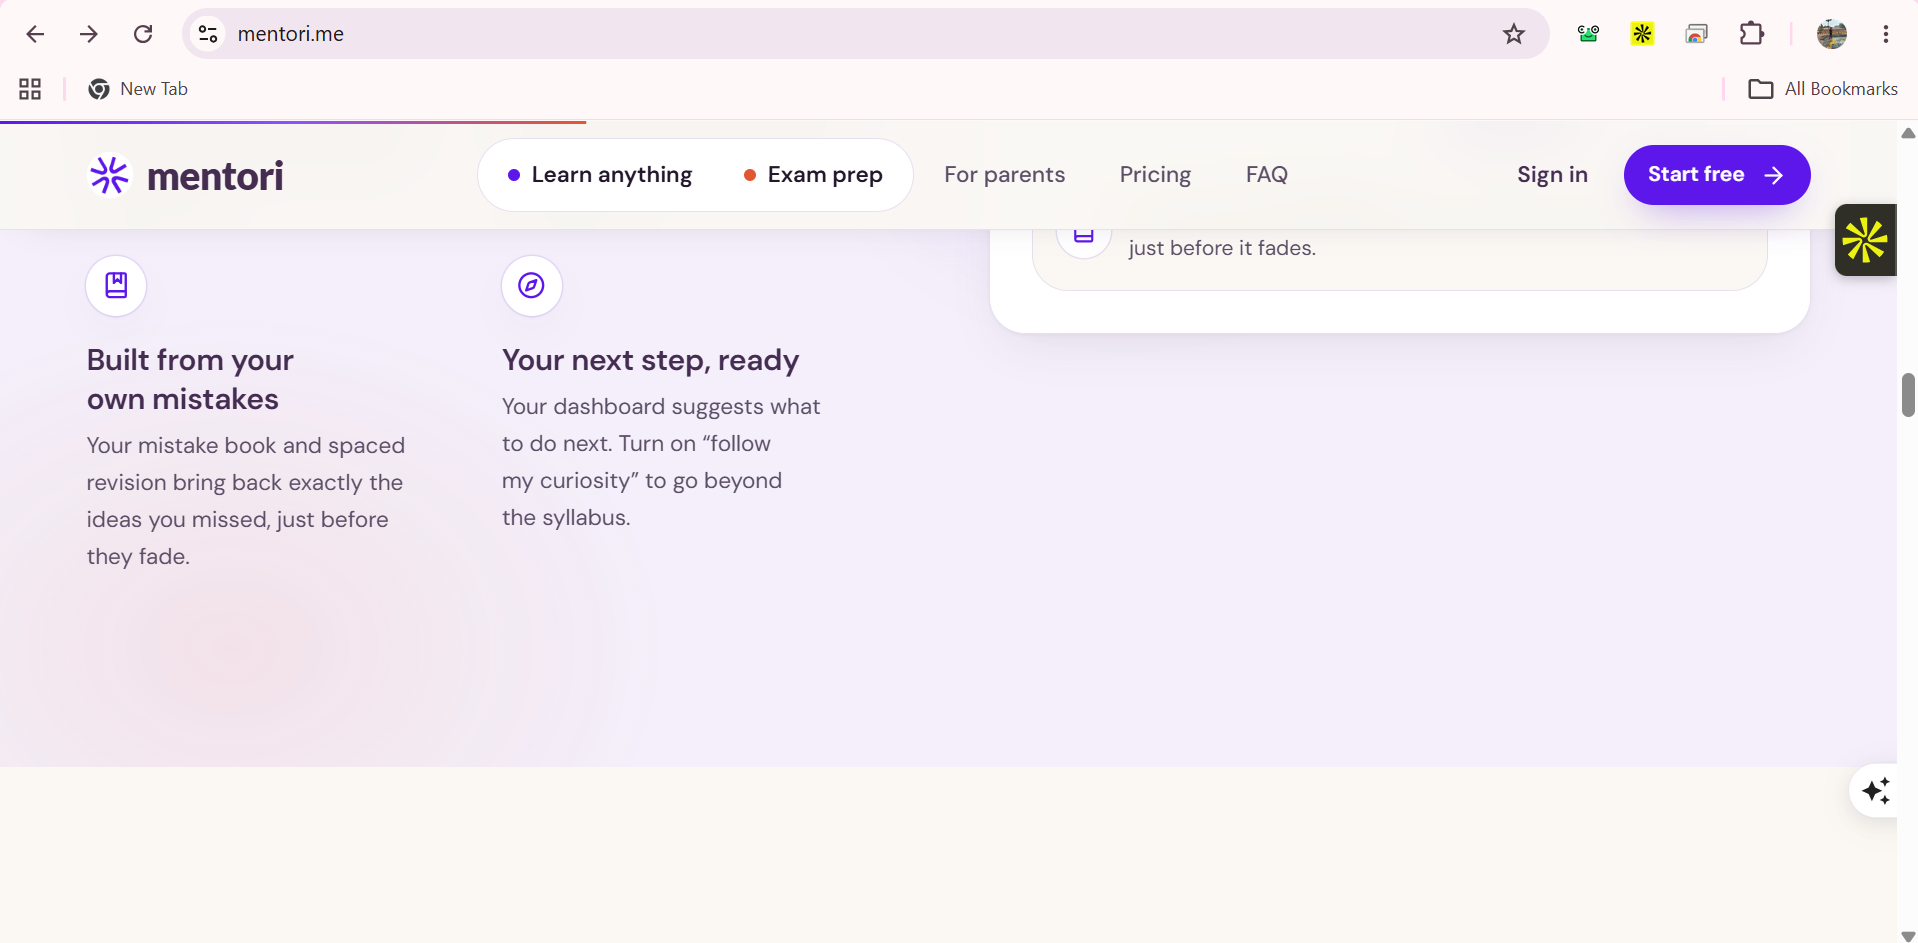 mentori.me
New Tab
All Bookmarks
mentori
Learn anything
Exam prep
For parents
Pricing
FAQ
Sign in
Start free
just before it fades.
Built from your
own mistakes
Your mistake book and spaced
revision bring back exactly the
ideas you missed, just before
they fade.
Your next step, ready
Your dashboard suggests what
to do next. Turn on “follow
my curiosity” to go beyond
the syllabus.